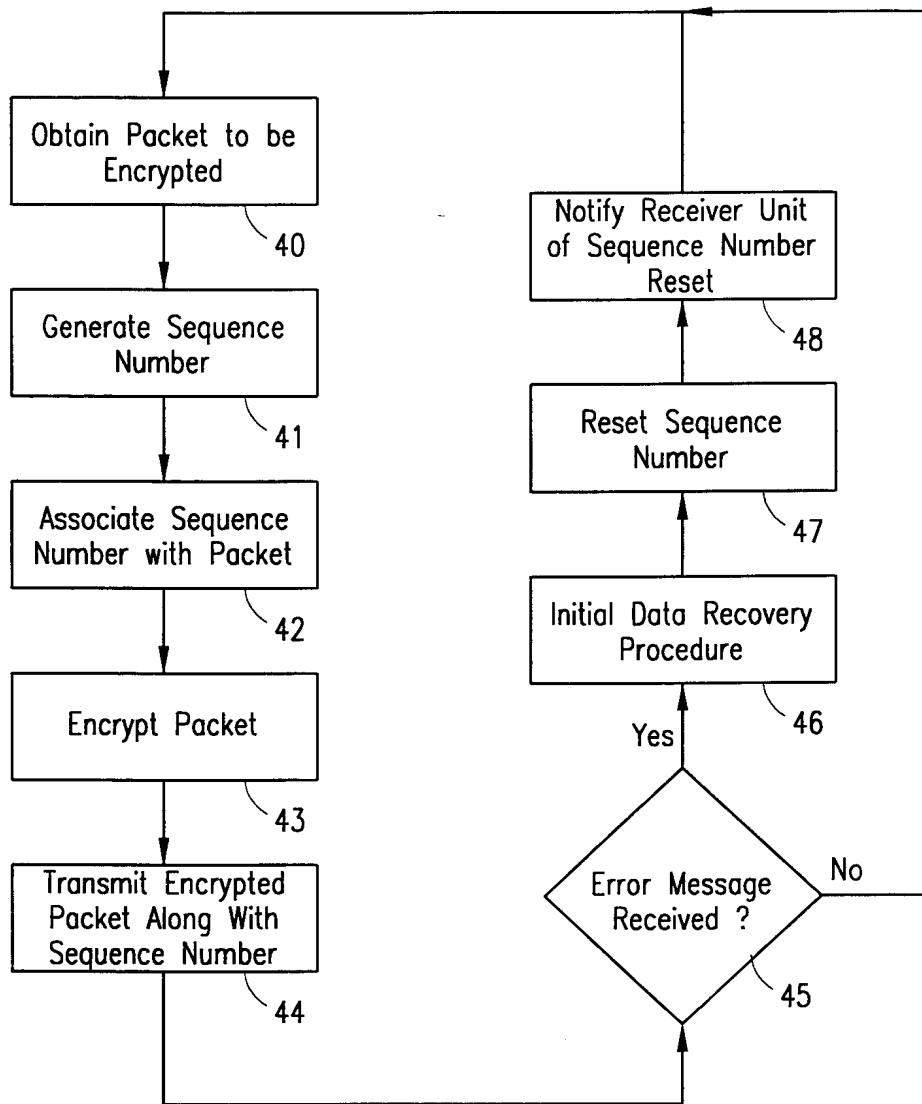 Obtain Packet to be
Encrypted
40
Generate Sequence
Number
41
Associate Sequence
Number with Packet
42
Encrypt Packet
43
Transmit Encrypted
Packet Along With
Sequence Number
44
Error Message
Received ?
45
Yes
No
Initial Data Recovery
Procedure
46
Reset Sequence
Number
47
Notify Receiver Unit
of Sequence Number
Reset
48